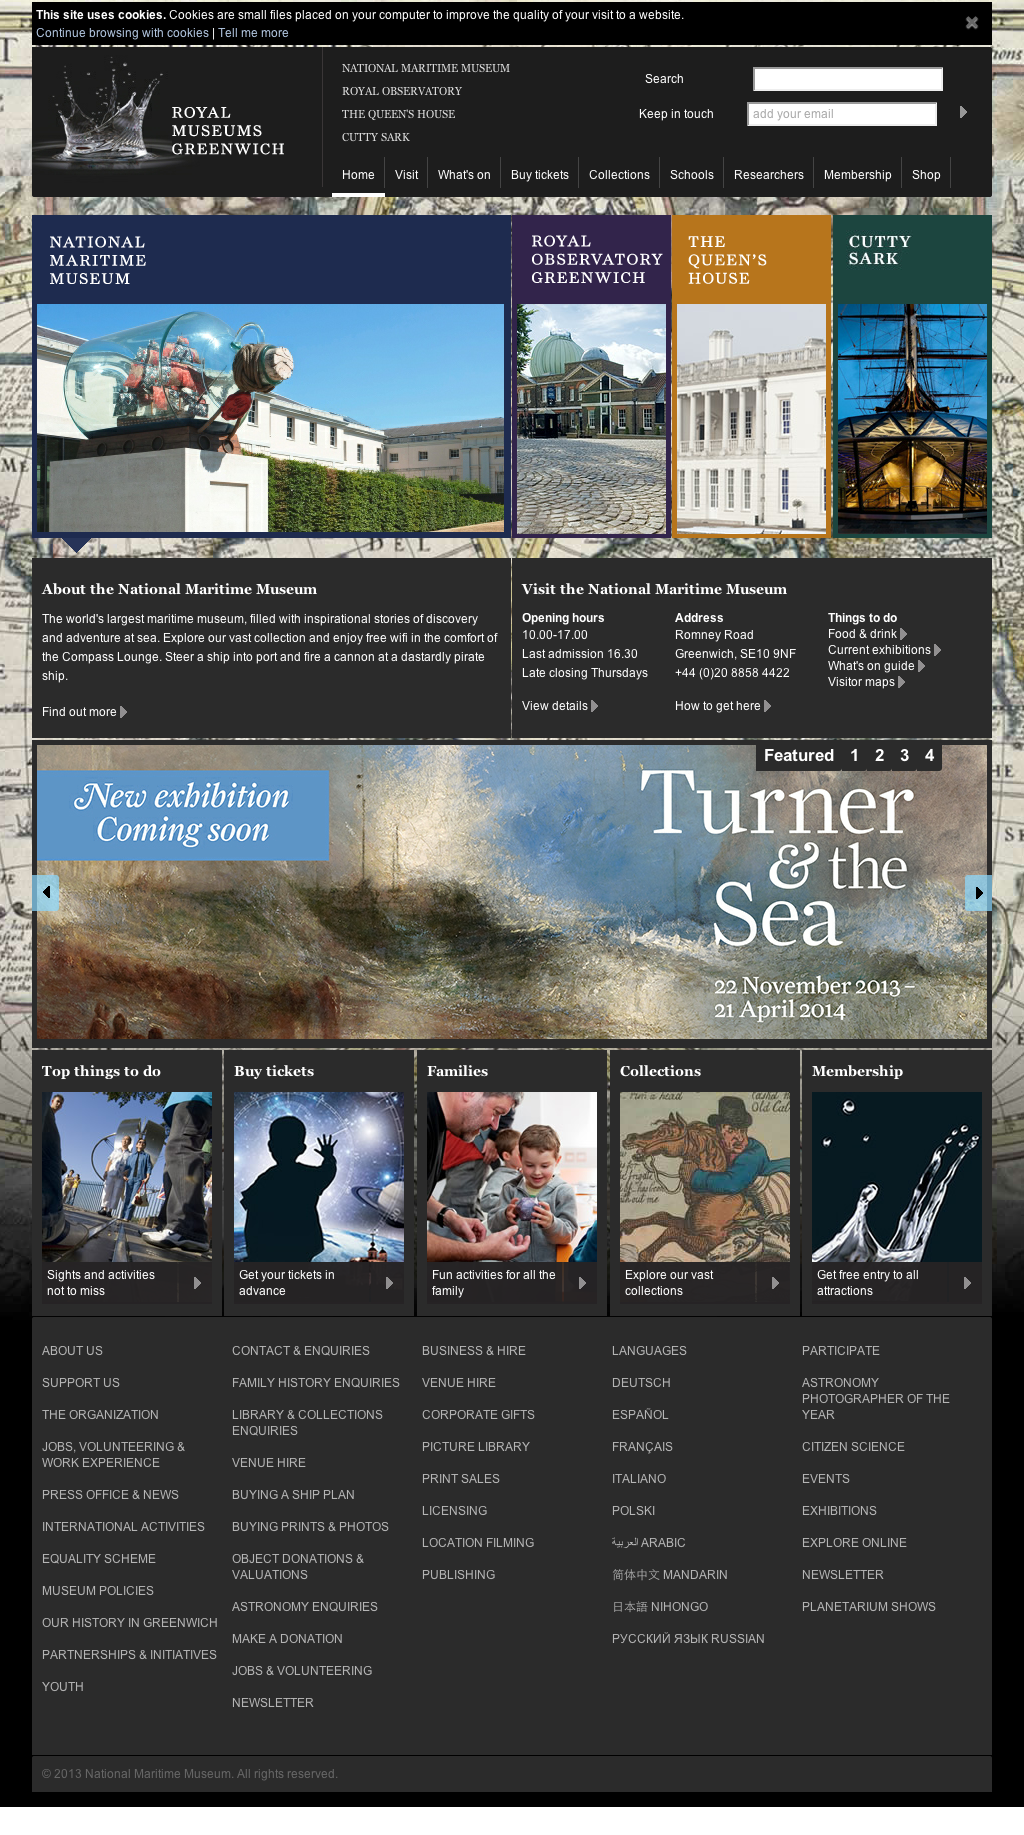 This site uses cookies. Cookies are small files placed on your computer to improve the quality of your visit to a website.
Continue browsing with cookies | Tell me more
ROYAL
MUSEUMS
GREENWICH
NATIONAL MARITIME MUSEUM
ROYAL OBSERVATORY
THE QUEEN'S HOUSE
CUTTY SARK
Search
Keep in touch
add your email
Home
Visit
What's on
Buy tickets
Collections
Schools
Researchers
Membership
Shop
NATIONAL
MARITIME
MUSEUM
ROYAL
OBSERVATORY
GREENWICH
THE
QUEEN'S
HOUSE
CUTTY
SARK
DEL
About the National Maritime Museum
The world's largest maritime museum, filled with inspirational stories of discovery
and adventure at sea. Explore our vast collection and enjoy free wifi in the comfort of
the Compass Lounge. Steer a ship into port and fire a cannon at a dastardly pirate
ship.
Find out more
Visit the National Maritime Museum
Opening hours
10.00-17.00
Last admission 16.30
Late closing Thursdays
View details
Address
Romney Road
Greenwich, SE10 9NF
+44 (0)20 8858 4422
How to get here
Things to do
Food & drink
Current exhibitions
What's on guide
Visitor maps
Featured 1 2 3 4
New exhibition
Coming soon
Turner
& the
Sea
22 November 2013 –
21 April 2014
Top things to do
Sights and activities
not to miss
Buy tickets
Get your tickets in
advance
Families
Fun activities for all the
family
Collections
Explore our vast
collections
Membership
Get free entry to all
attractions
ABOUT US
SUPPORT US
THE ORGANIZATION
JOBS, VOLUNTEERING &
WORK EXPERIENCE
PRESS OFFICE & NEWS
INTERNATIONAL ACTIVITIES
EQUALITY SCHEME
MUSEUM POLICIES
OUR HISTORY IN GREENWICH
PARTNERSHIPS & INITIATIVES
YOUTH
CONTACT & ENQUIRIES
FAMILY HISTORY ENQUIRIES
LIBRARY & COLLECTIONS
ENQUIRIES
VENUE HIRE
BUYING A SHIP PLAN
BUYING PRINTS & PHOTOS
OBJECT DONATIONS &
VALUATIONS
ASTRONOMY ENQUIRIES
MAKE A DONATION
JOBS & VOLUNTEERING
NEWSLETTER
BUSINESS & HIRE
VENUE HIRE
CORPORATE GIFTS
PICTURE LIBRARY
PRINT SALES
LICENSING
LOCATION FILMING
PUBLISHING
LANGUAGES
DEUTSCH
ESPAÑOL
FRANÇAIS
ITALIANO
POLSKI
العربية ARABIC
简体中文 MANDARIN
日本語 NIHONGO
РУССКИЙ ЯЗЫК RUSSIAN
PARTICIPATE
ASTRONOMY
PHOTOGRAPHER OF THE
YEAR
CITIZEN SCIENCE
EVENTS
EXHIBITIONS
EXPLORE ONLINE
NEWSLETTER
PLANETARIUM SHOWS
© 2013 National Maritime Museum. All rights reserved.